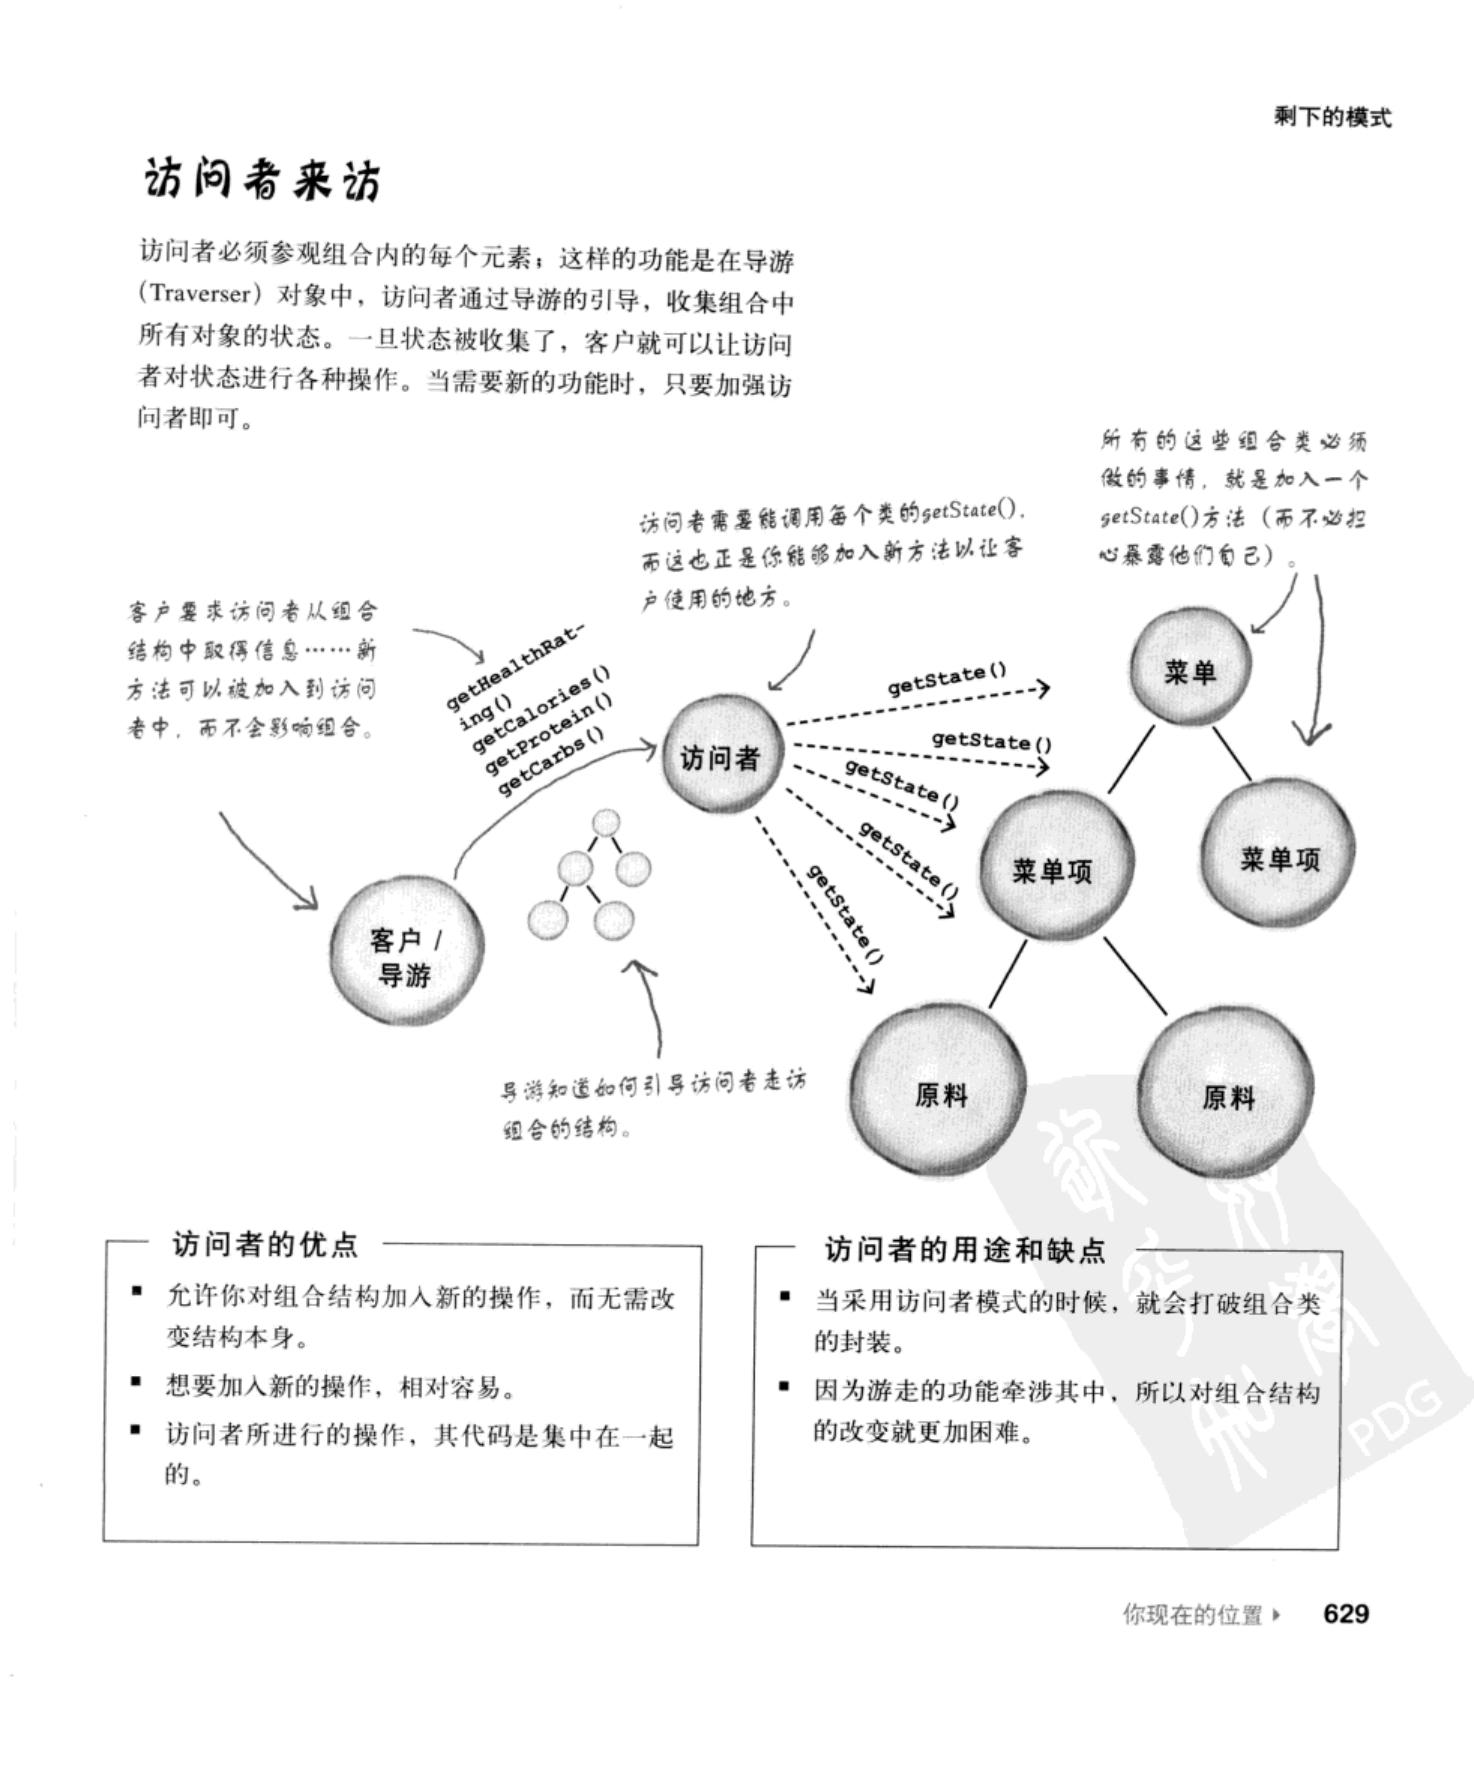 剩下的模式
访问者来访
访问者必须参观组合内的每个元素；这样的功能是在导游
（Traverser）对象中，访问者通过导游的引导，收集组合中
所有对象的状态。一旦状态被收集了，客户就可以让访问
者对状态进行各种操作。当需要新的功能时，只要加强访
问者即可。
所有的这些组合类必须
做的事情，就是加入一个
getState()方法（而不必担
心暴露他们自己）。
访问者需要能调用每个类的getState()，
而这也正是你能够加入新方法以让客
户使用的地方。
客户要求访问者从组合
结构中取得信息……新
方法可以被加入到访问
者中，而不会影响组合。
getHealthRat-
ing()
getCalories()
getProtein()
getCarbs()
访问者
getState()
getState()
getState()
getState()
getState()
菜单
菜单项
菜单项
客户 /
导游
原料
原料
导游知道如何引导访问者走访
组合的结构。
访问者的优点
■ 允许你对组合结构加入新的操作，而无需改
变结构本身。
■ 想要加入新的操作，相对容易。
■ 访问者所进行的操作，其代码是集中在一起
的。
访问者的用途和缺点
■ 当采用访问者模式的时候，就会打破组合类
的封装。
■ 因为游走的功能牵涉其中，所以对组合结构
的改变就更加困难。
PDG
你现在的位置 ▸ 629